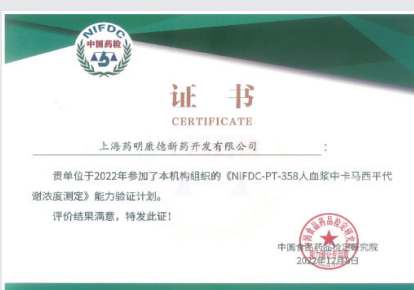 NIFDC
中国药检
证 书
CERTIFICATE
上海药明康德新药开发有限公司 :
贵单位于2022年参加了本机构组织的《NIFDC-PT-358人血浆中卡马西平代
谢浓度测定》能力验证计划。
评价结果满意，特发此证！
中国食品药品检定研究院
2022年12月9日